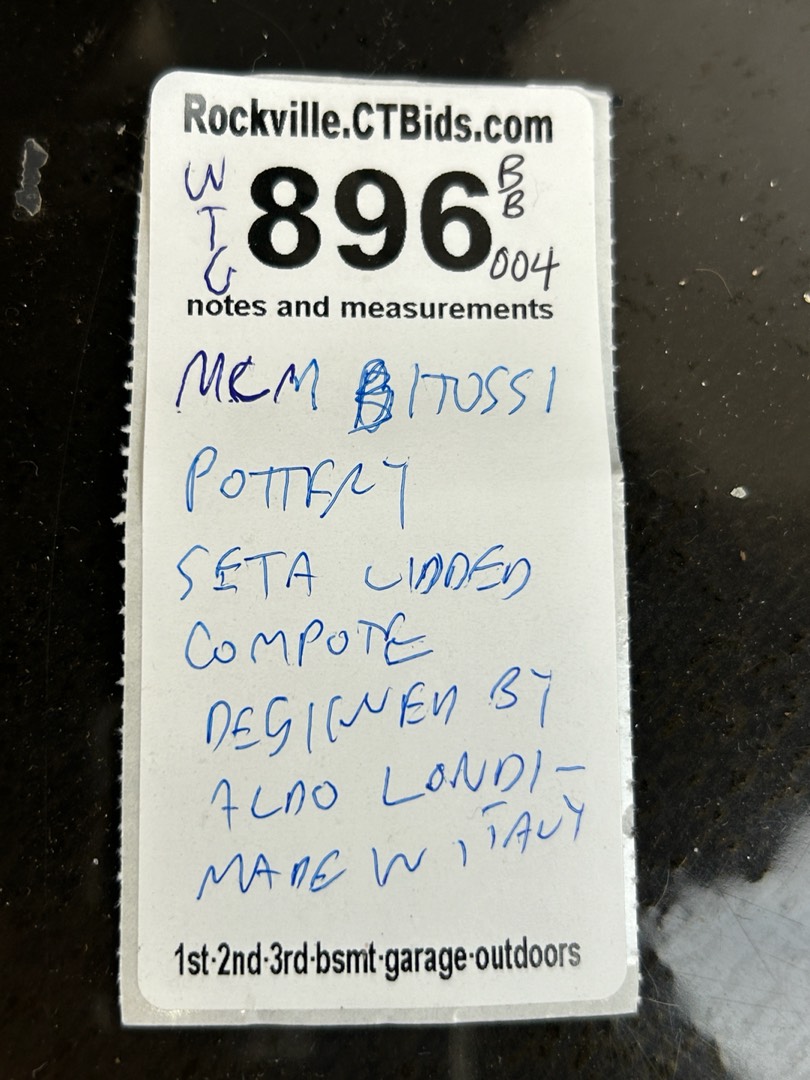 Rockville.CTBids.com
WTG 896 BB
004
notes and measurements
MCM BITOSSI
POTTERY
SETA LIDDED
COMPOTE
DESIGNED BY
ALDO LONDI-
MADE IN ITALY
1st·2nd·3rd·bsmt·garage·outdoors